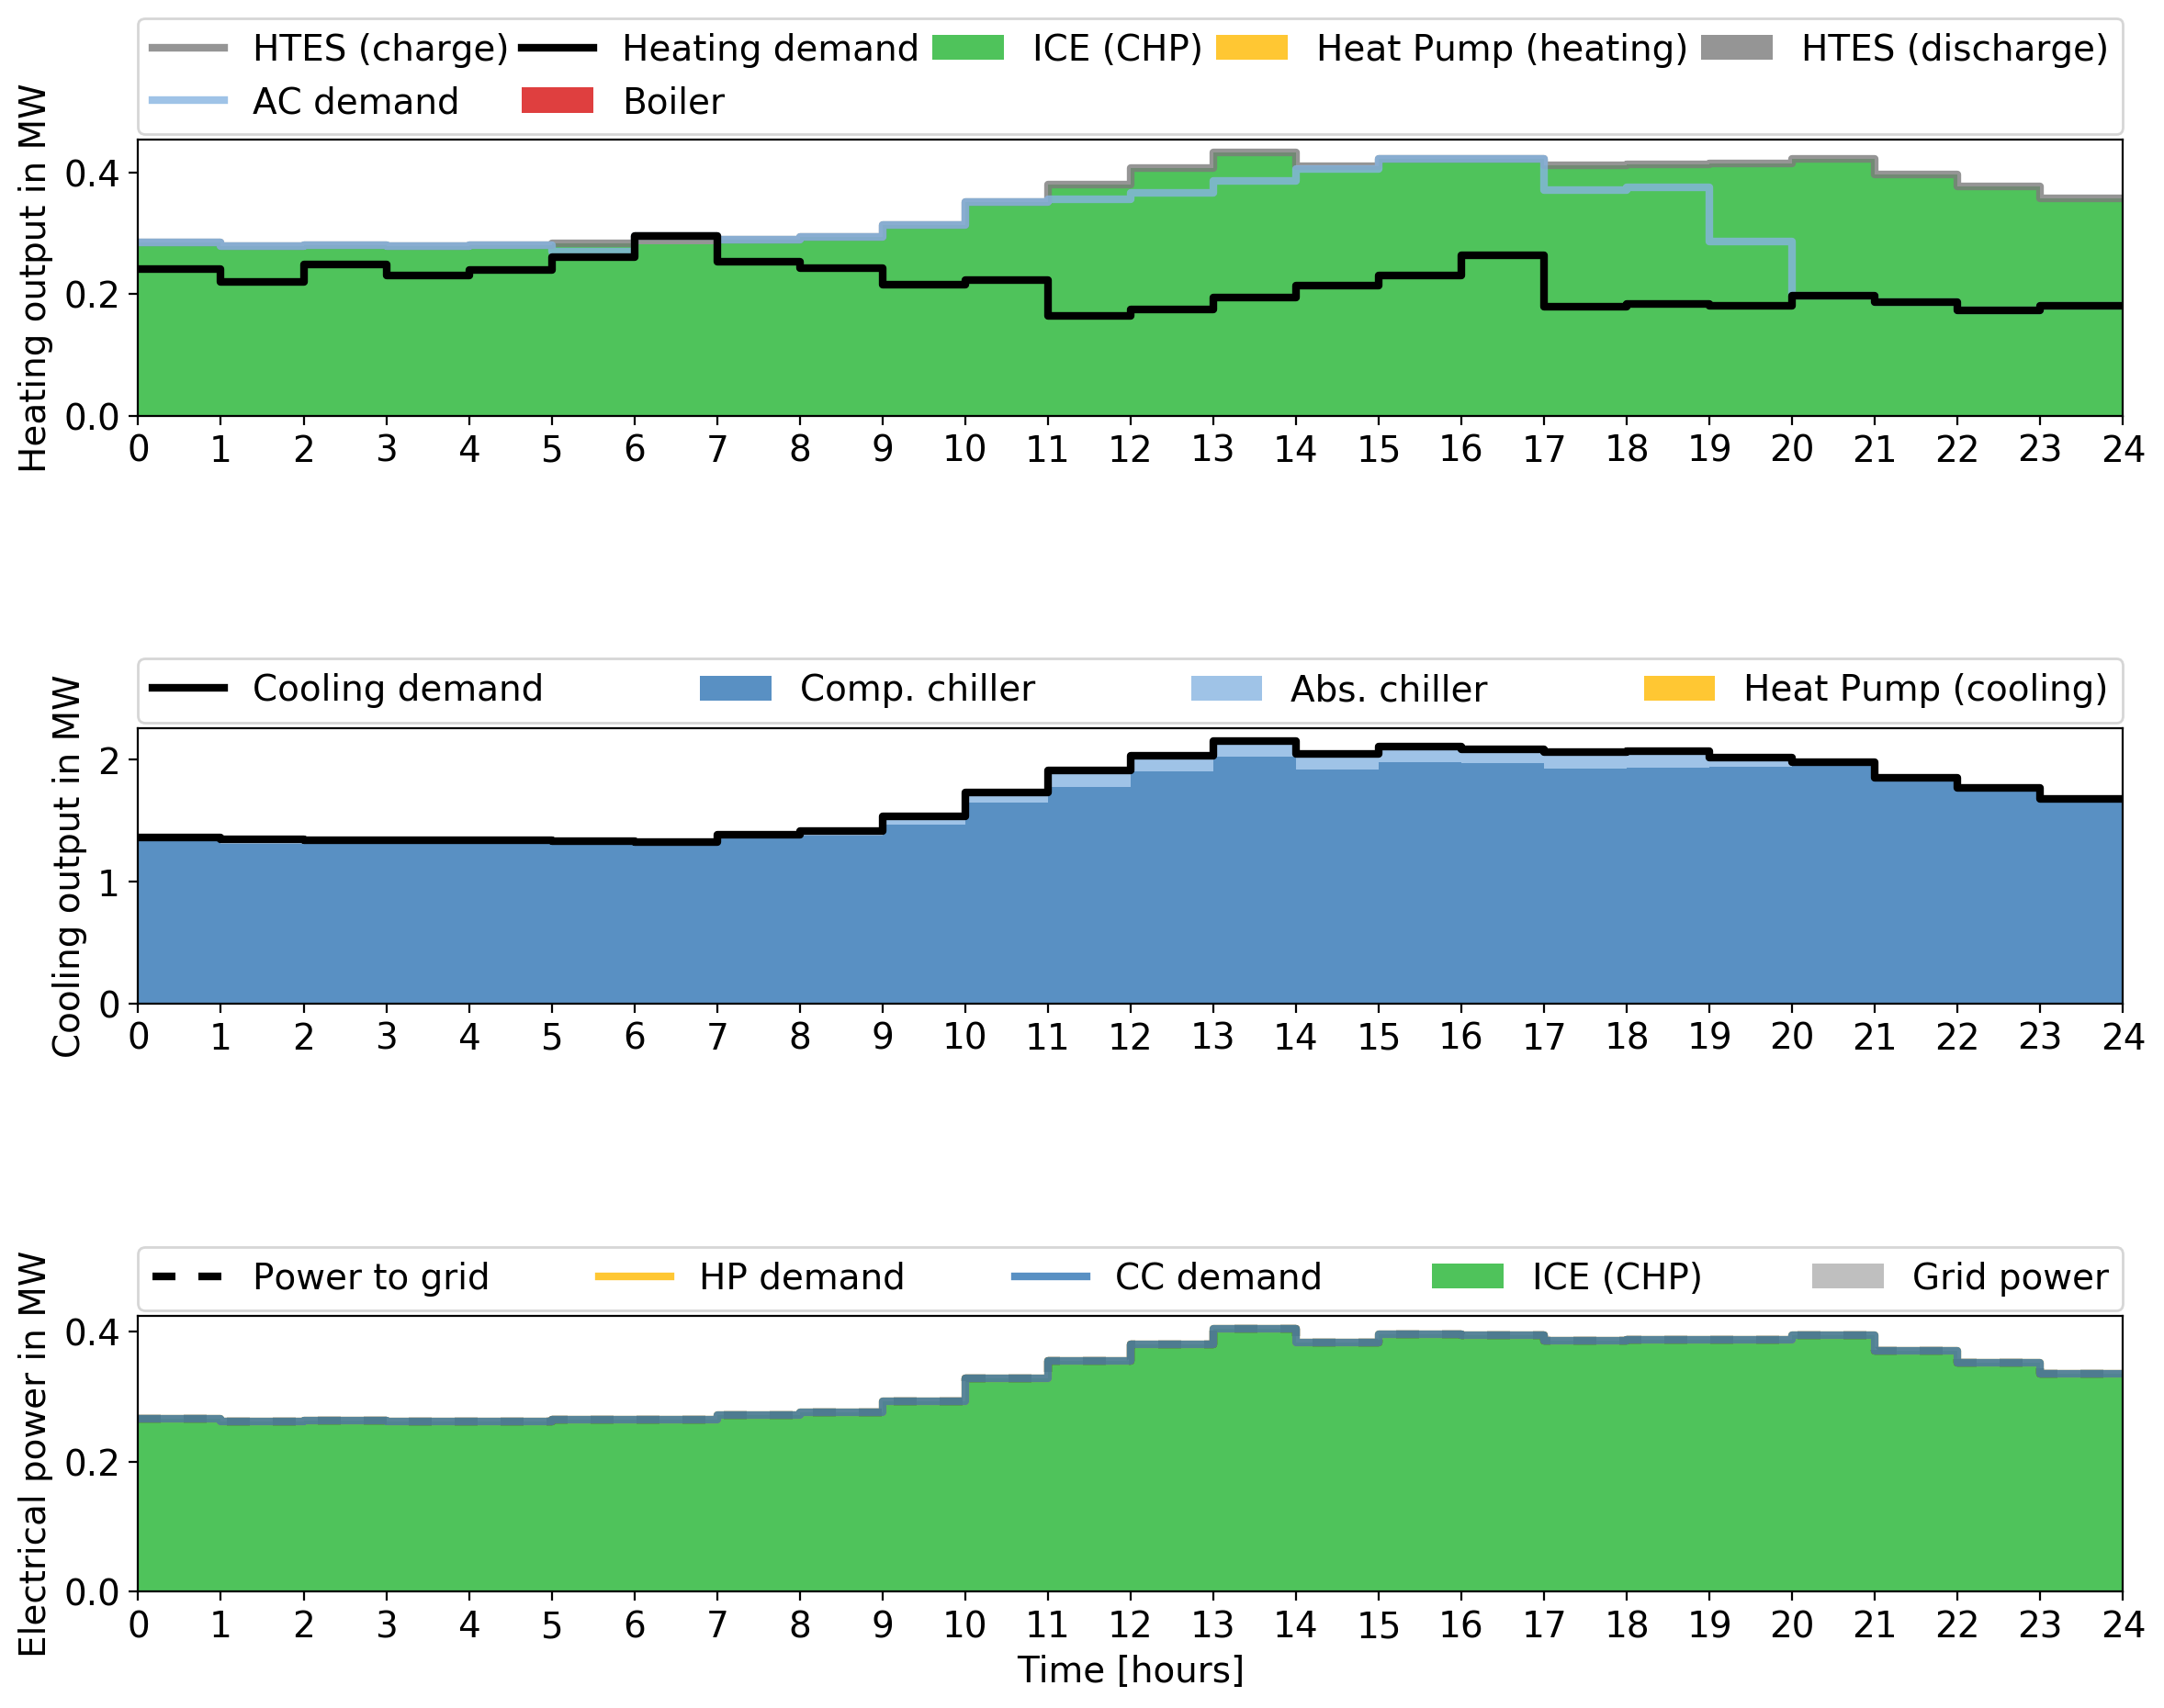 HTES (charge) Heating demand ICE (CHP) Heat Pump (heating) HTES (discharge)
AC demand Boiler
Heating output in MW
0.4
0.2
0.0
0 1 2 3 4 5 6 7 8 9 10 11 12 13 14 15 16 17 18 19 20 21 22 23 24
Cooling demand Comp. chiller Abs. chiller Heat Pump (cooling)
Cooling output in MW
2
1
0
0 1 2 3 4 5 6 7 8 9 10 11 12 13 14 15 16 17 18 19 20 21 22 23 24
Power to grid HP demand CC demand ICE (CHP) Grid power
Electrical power in MW
0.4
0.2
0.0
0 1 2 3 4 5 6 7 8 9 10 11 12 13 14 15 16 17 18 19 20 21 22 23 24
Time [hours]